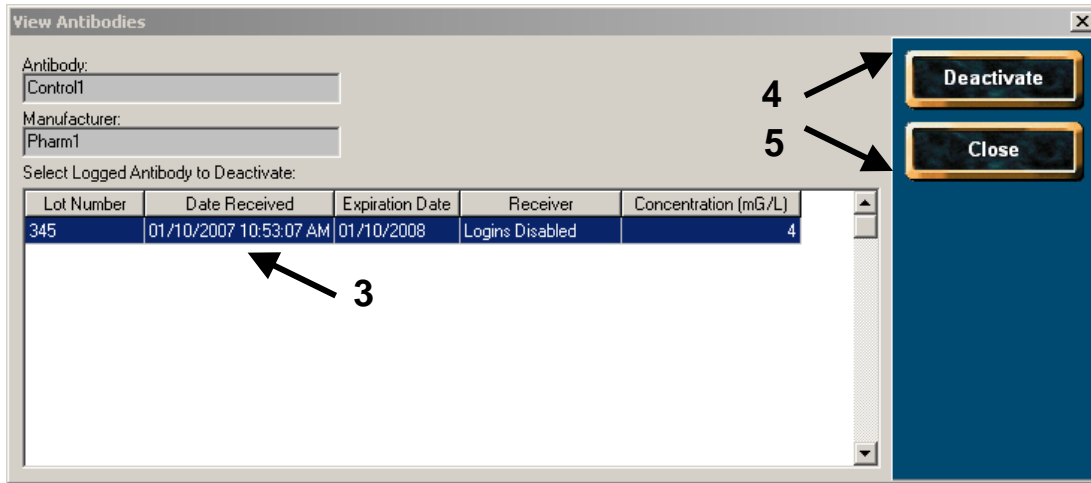 View Antibodies
Antibody:
Control1
Manufacturer:
Pharm1
Select Logged Antibody to Deactivate:
Lot Number Date Received Expiration Date Receiver Concentration (mG/L)
345 01/10/2007 10:53:07 AM 01/10/2008 Logins Disabled 4
3
4
5
Deactivate
Close